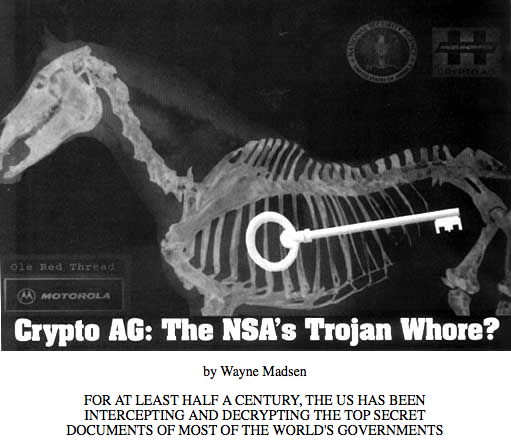 NATIONAL SECURITY AGENCY
CRYPTO AG
Ole Red Thread
MOTOROLA
Crypto AG: The NSA's Trojan Whore?
by Wayne Madsen
FOR AT LEAST HALF A CENTURY, THE US HAS BEEN
INTERCEPTING AND DECRYPTING THE TOP SECRET
DOCUMENTS OF MOST OF THE WORLD'S GOVERNMENTS